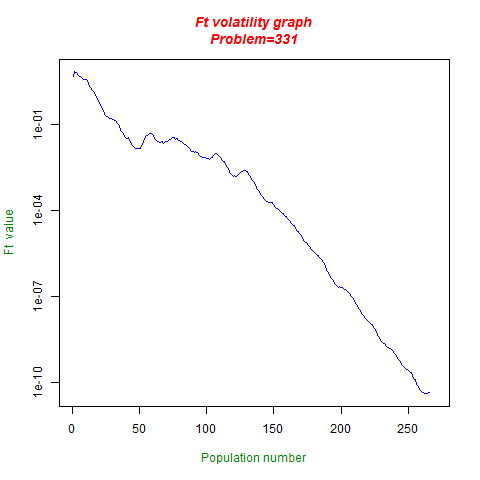 Ft volatility graph
Problem=331
Ft value
1e-01
1e-04
1e-07
1e-10
0 50 100 150 200 250
Population number